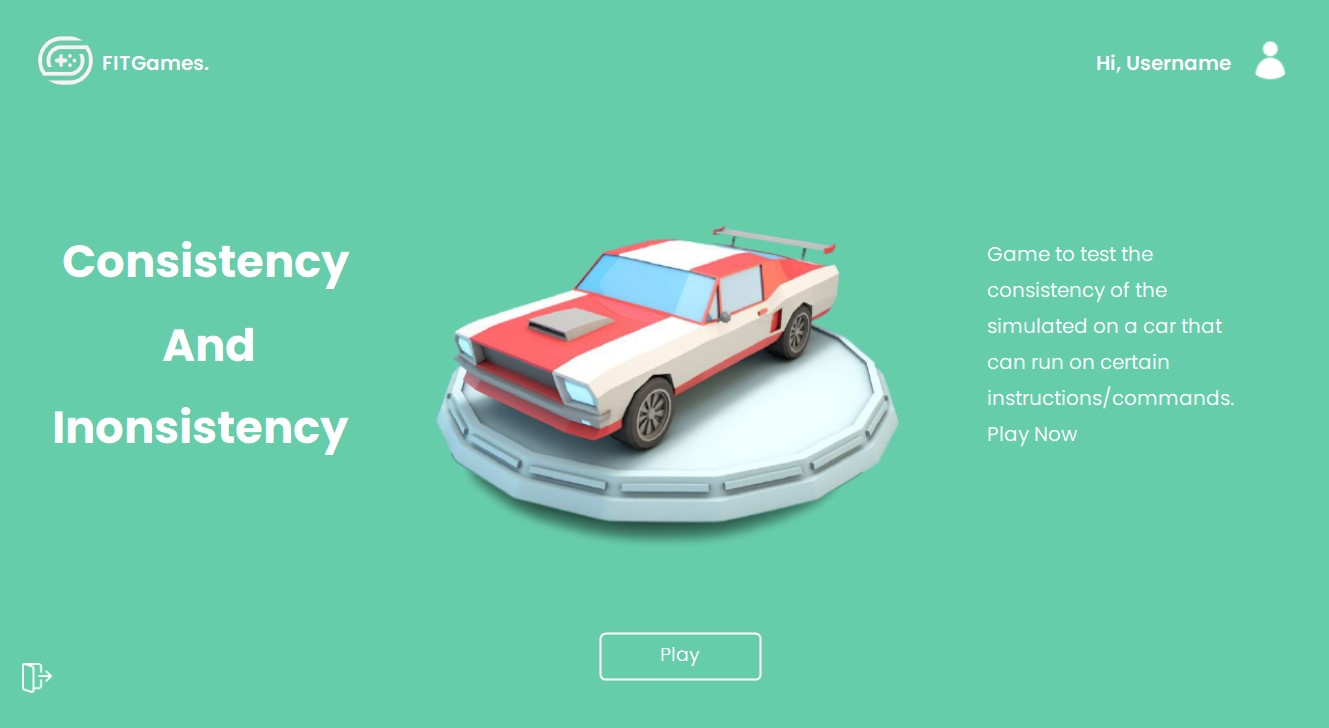 FITGames.
Hi, Username
Consistency
And
Inonsistency
Game to test the
consistency of the
simulated on a car that
can run on certain
instructions/commands.
Play Now
Play